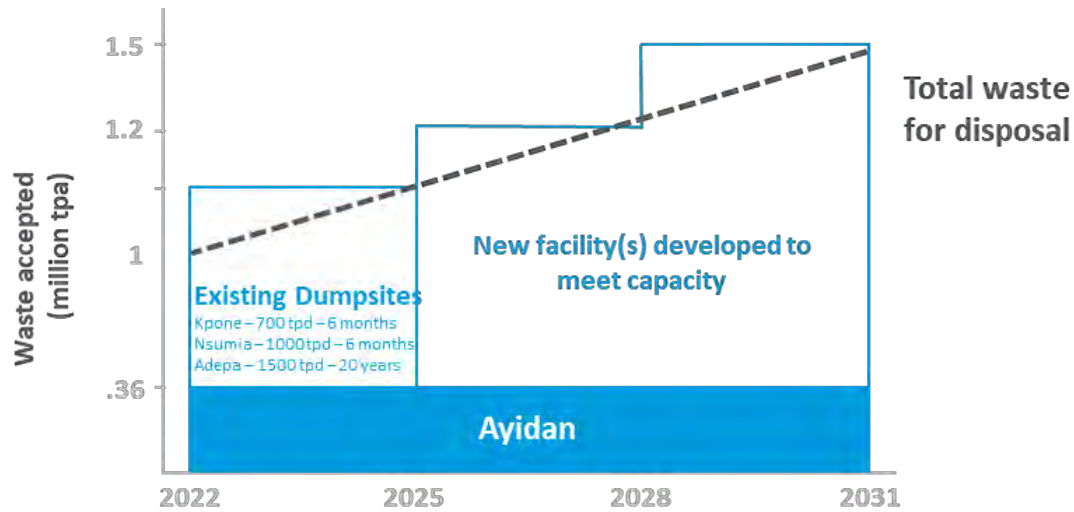 1.5
1.2
1
.36
Waste accepted
(million tpa)
Total waste
for disposal
New facility(s) developed to
meet capacity
Existing Dumpsites
Kpone – 700 tpd – 6 months
Nsumia – 1000 tpd – 6 months
Adepa – 1500 tpd – 20 years
Ayidan
2022
2025
2028
2031